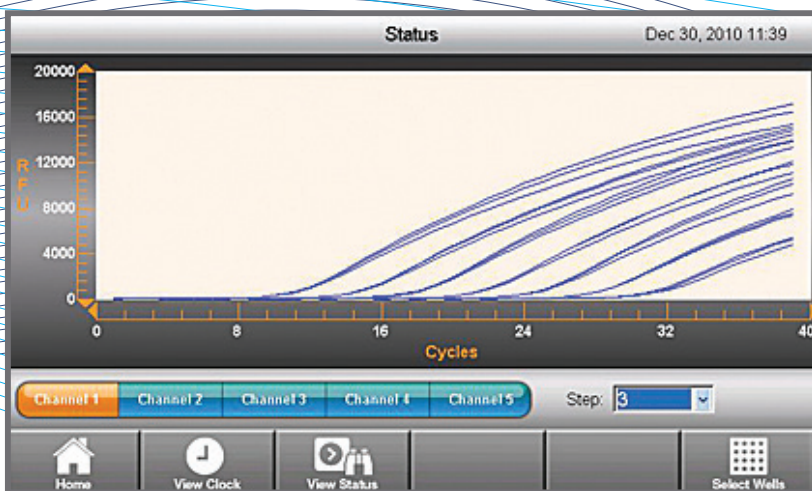 Status
Dec 30, 2010 11:39
20000
16000
RFU
12000
8000
4000
0
0 8 16 24 32 40
Cycles
Channel 1 Channel 2 Channel 3 Channel 4 Channel 5 Step: 3
Home View Clock View Status Select Wells